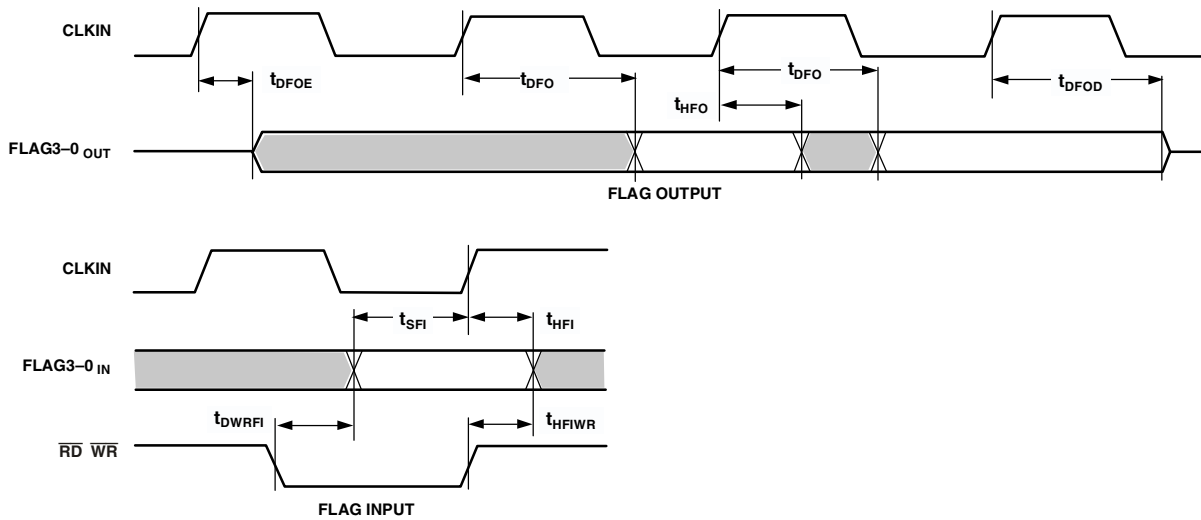 CLKIN
tDFOE
tDFO
tDFO
tHFO
tDFOD
FLAG3–0 OUT
FLAG OUTPUT
CLKIN
tSFI
tHFI
FLAG3–0 IN
tDWRFI
tHFIWR
RD WR
FLAG INPUT